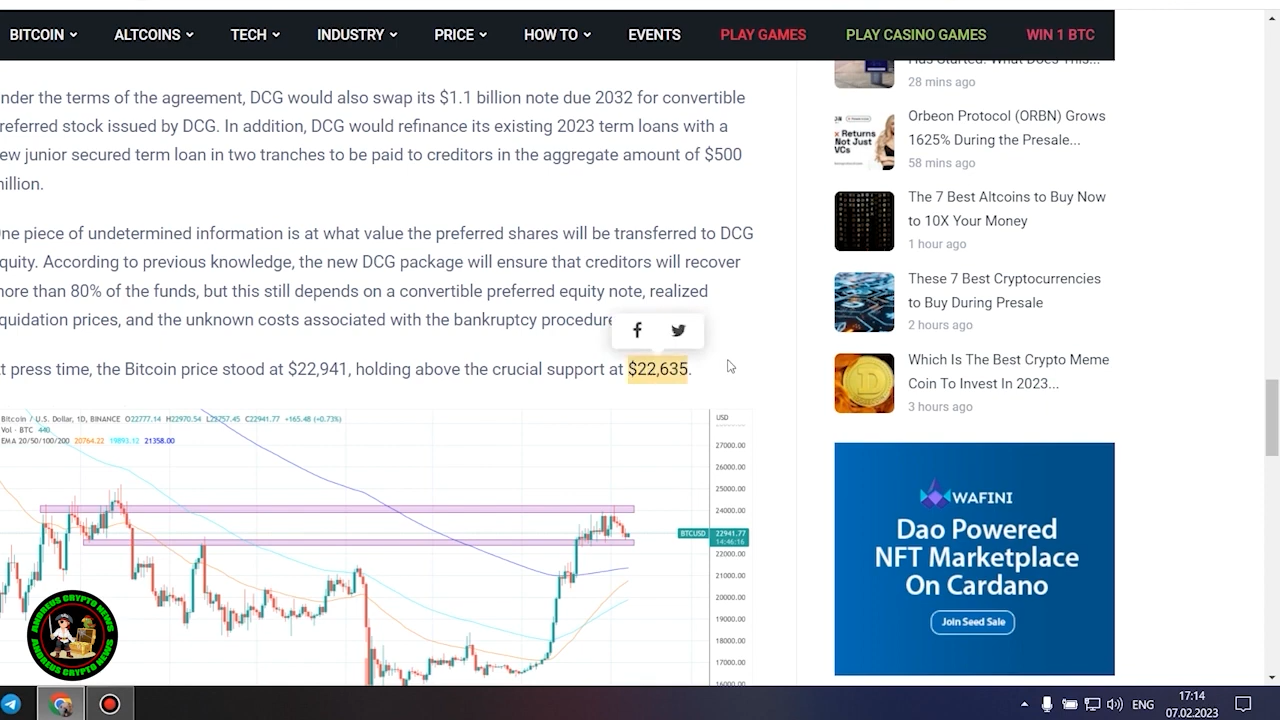 BITCOIN ALTCOINS TECH INDUSTRY PRICE HOW TO EVENTS PLAY GAMES PLAY CASINO GAMES WIN 1 BTC
nder the terms of the agreement, DCG would also swap its $1.1 billion note due 2032 for convertible
referred stock issued by DCG. In addition, DCG would refinance its existing 2023 term loans with a
ew junior secured term loan in two tranches to be paid to creditors in the aggregate amount of $500
nillion.
ne piece of undetermined information is at what value the preferred shares will be transferred to DCG
quity. According to previous knowledge, the new DCG package will ensure that creditors will recover
nore than 80% of the but this still depends on a convertible preferred equity note, realized
quidation prices, and the unknown costs associated with the bankruptcy procedure
t press time, the Bitcoin price stood at $22,941, holding above the crucial support at $22,635.
Bitcoin / U.S. Dollar, 1D, BINANCE O22777.14 H22970.54 L22757.45 C22941.77 +165.48 (+0.73%)
Vol · BTC 440
EMA 20/50/100/200 20764.22 19893.12 21358.00
USD
27000.00
26000.00
25000.00
24000.00
BTCUSD 22941.77
14:46:16
22000.00
21000.00
20000.00
19000.00
18000.00
17000.00
16000.00
Has Started. What Does This...
28 mins ago
Returns
Not Just
VCs
Orbeon Protocol (ORBN) Grows
1625% During the Presale...
58 mins ago
The 7 Best Altcoins to Buy Now
to 10X Your Money
1 hour ago
These 7 Best Cryptocurrencies
to Buy During Presale
2 hours ago
Which Is The Best Crypto Meme
Coin To Invest In 2023...
3 hours ago
WAFINI
Dao Powered
NFT Marketplace
On Cardano
Join Seed Sale
ANDREUS CRYPTO NEWS
ANDREUS CRYPTO NEWS
ENG
17:14
07.02.2023